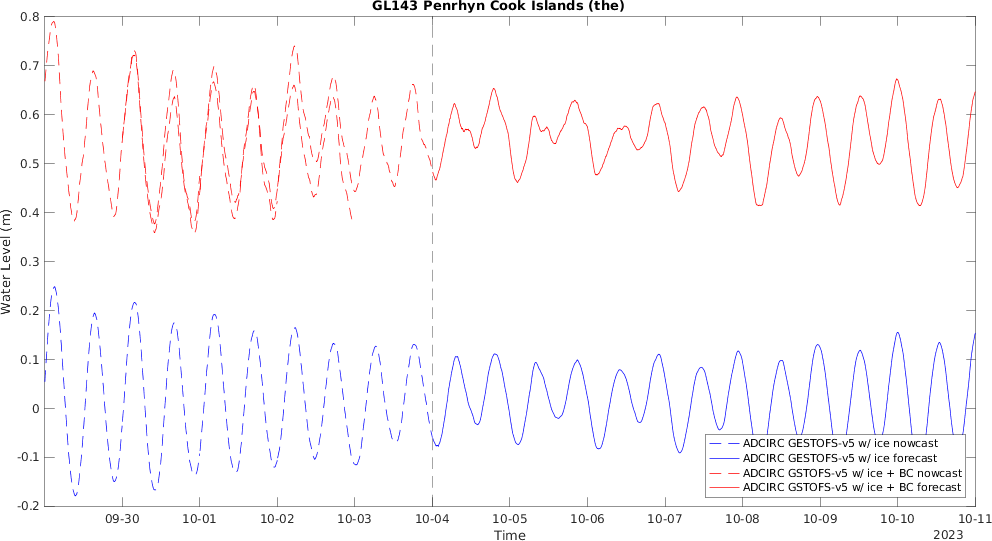 GL143 Penrhyn Cook Islands (the)
0.8
0.7
0.6
0.5
0.4
0.3
0.2
0.1
0
-0.1
-0.2
Water Level (m)
ADCIRC GESTOFS-v5 w/ ice nowcast
ADCIRC GESTOFS-v5 w/ ice forecast
ADCIRC GSTOFS-v5 w/ ice + BC nowcast
ADCIRC GSTOFS-v5 w/ ice + BC forecast
09-30 10-01 10-02 10-03 10-04 10-05 10-06 10-07 10-08 10-09 10-10 10-11
Time
2023